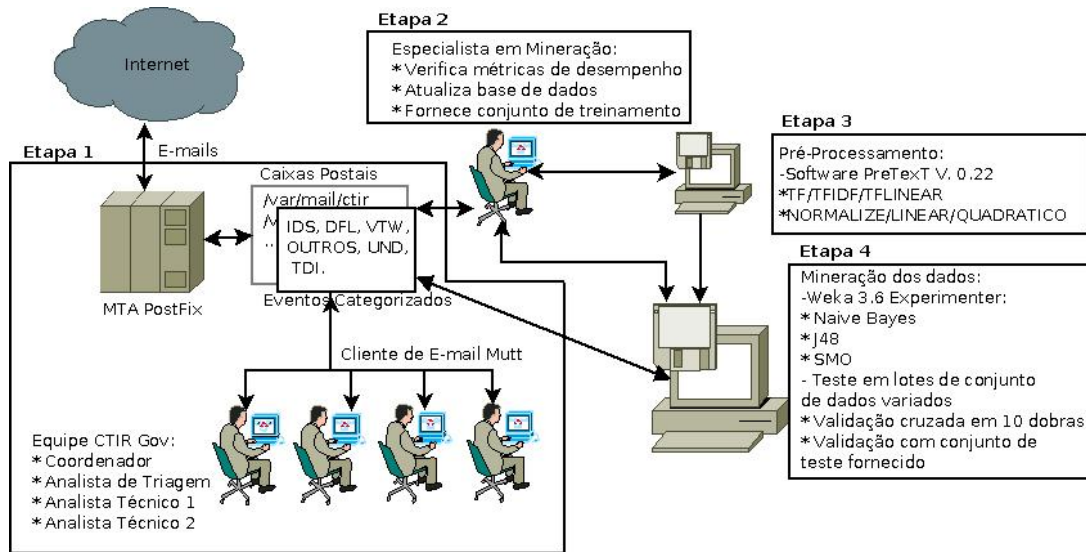 Internet
E-mails
Etapa 1
MTA PostFix
Caixas Postais
/var/mail/ctir
IDS, DFL, VTW,
OUTROS, UND,
TDI.
Eventos Categorizados
Cliente de E-mail Mutt
Equipe CTIR Gov:
* Coordenador
* Analista de Triagem
* Analista Técnico 1
* Analista Técnico 2
Etapa 2
Especialista em Mineração:
* Verifica métricas de desempenho
* Atualiza base de dados
* Fornece conjunto de treinamento
Etapa 3
Pré-Processamento:
-Software PreTexT V. 0.22
*TF/TFIDF/TFLINEAR
*NORMALIZE/LINEAR/QUADRATICO
Etapa 4
Mineração dos dados:
-Weka 3.6 Experimenter:
* Naive Bayes
* J48
* SMO
- Teste em lotes de conjunto
de dados variados
* Validação cruzada em 10 dobras
* Validação com conjunto de
teste fornecido